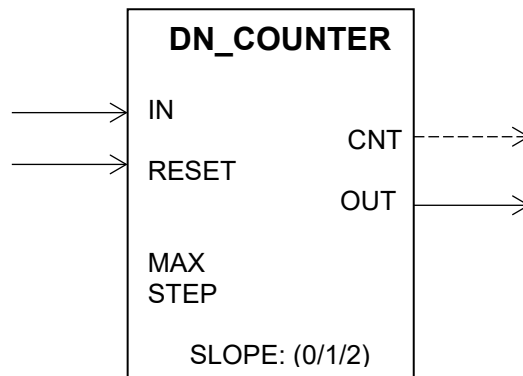 DN_COUNTER
IN
CNT
RESET
OUT
MAX
STEP
SLOPE: (0/1/2)